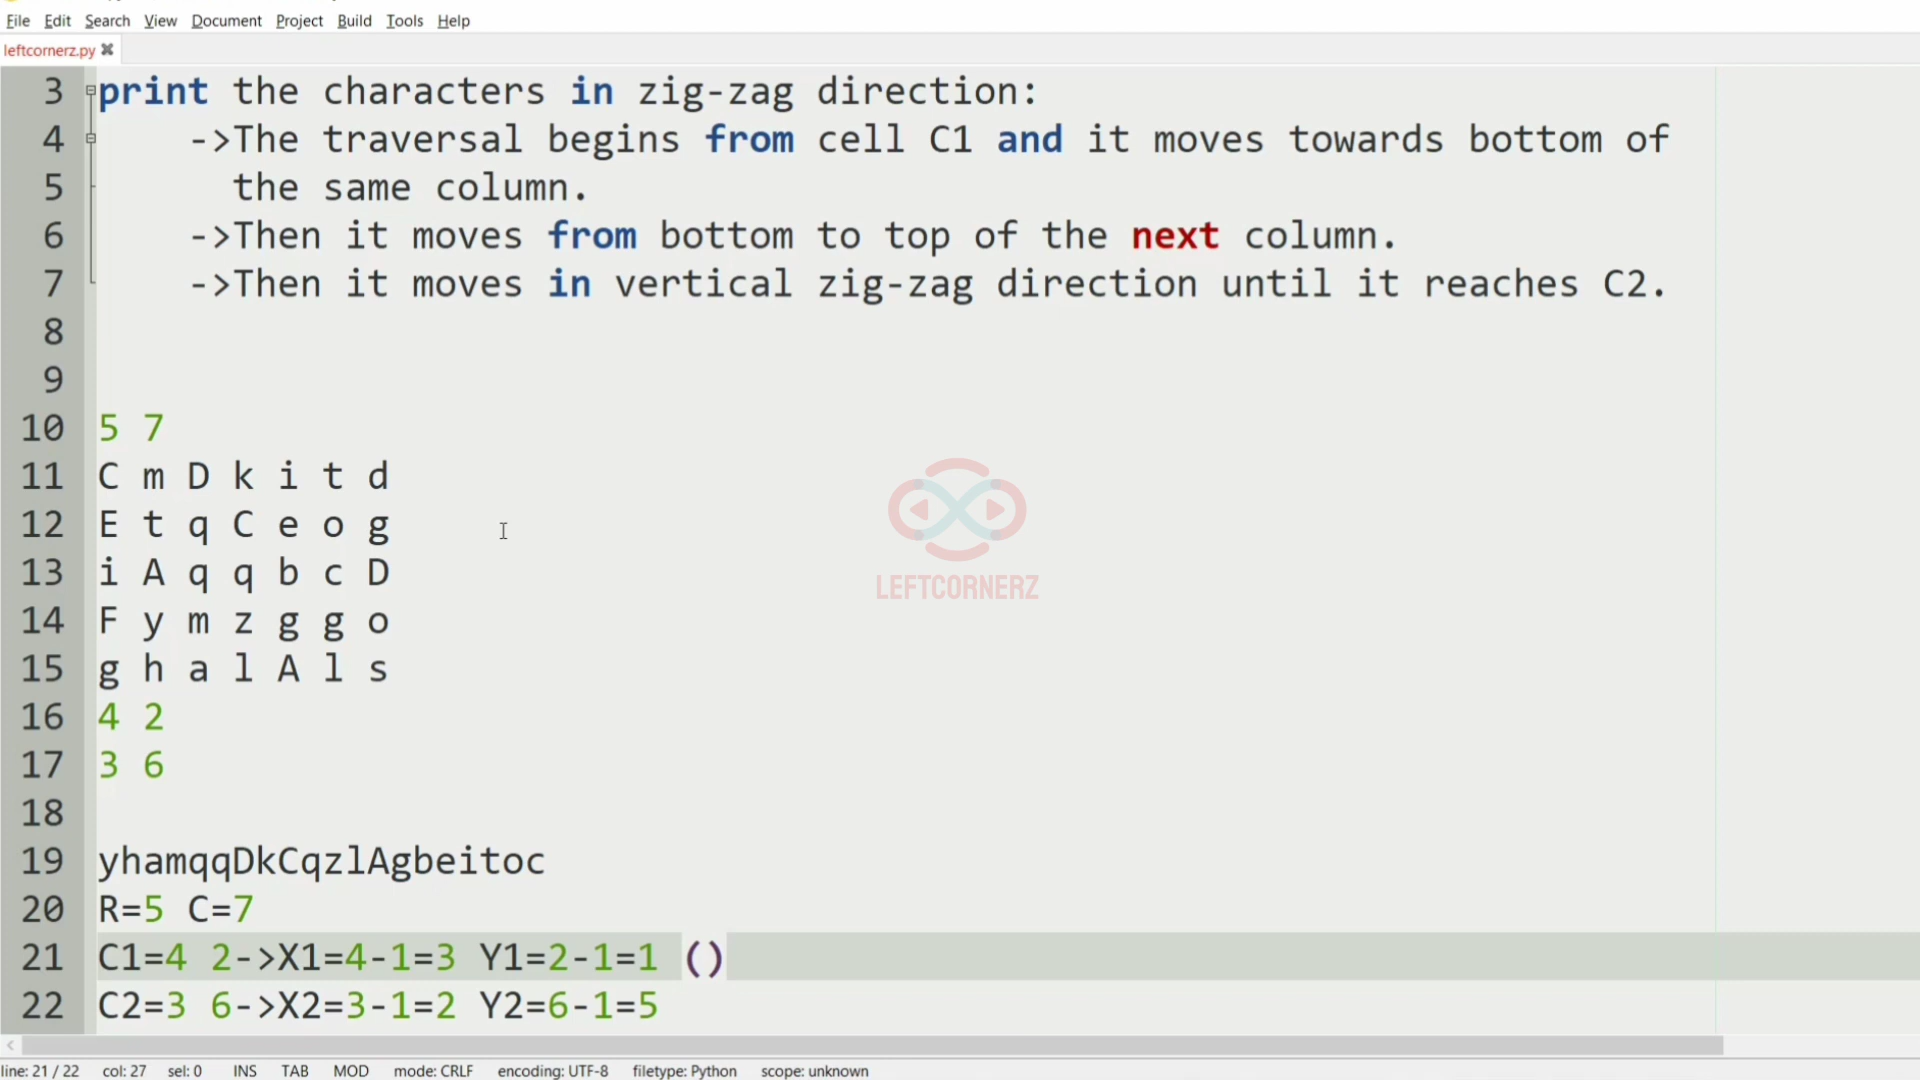 File Edit Search View Document Project Build Tools Help
leftcornerz.py
3 print the characters in zig-zag direction:
4 ->The traversal begins from cell C1 and it moves towards bottom of
5 the same column.
6 ->Then it moves from bottom to top of the next column.
7 ->Then it moves in vertical zig-zag direction until it reaches C2.
8
9
10 5 7
11 C m D k i t d
12 E t q C e o g
13 i A q q b c D
14 F y m z g g o
15 g h a l A l s
16 4 2
17 3 6
18
19 yhamqqDkCqzlAgbeitoc
20 R=5 C=7
21 C1=4 2->X1=4-1=3 Y1=2-1=1 ()
22 C2=3 6->X2=3-1=2 Y2=6-1=5
LEFTCORNERZ
line: 21 / 22 col: 27 sel: 0 INS TAB MOD mode: CRLF encoding: UTF-8 filetype: Python scope: unknown